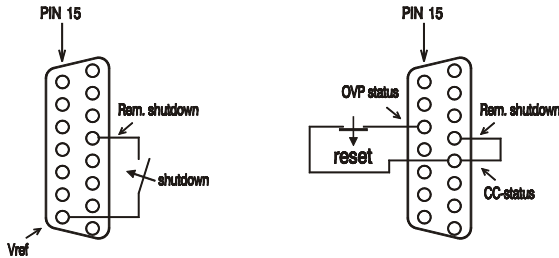 PIN 15
Rem. shutdown
shutdown
Vref
PIN 15
OVP status
Rem. shutdown
reset
CC-status